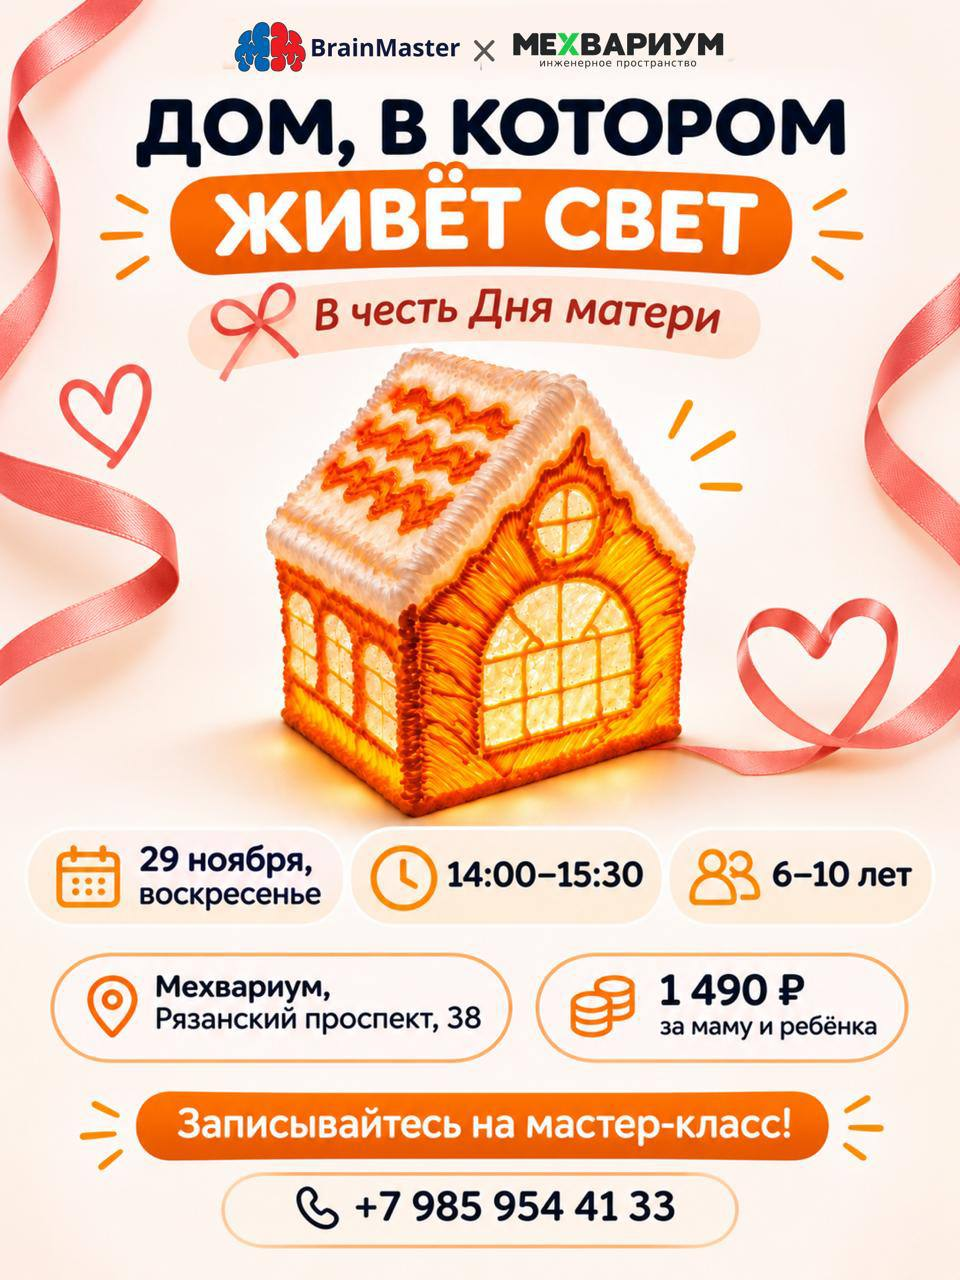 BrainMaster × МЕХВАРИУМ
инженерное пространство
ДОМ, В КОТОРОМ
ЖИВЁТ СВЕТ
В честь Дня матери
29 ноября,
воскресенье
14:00–15:30
6–10 лет
Мехвариум,
Рязанский проспект, 38
1 490 ₽
за маму и ребёнка
Записывайтесь на мастер-класс!
+7 985 954 41 33